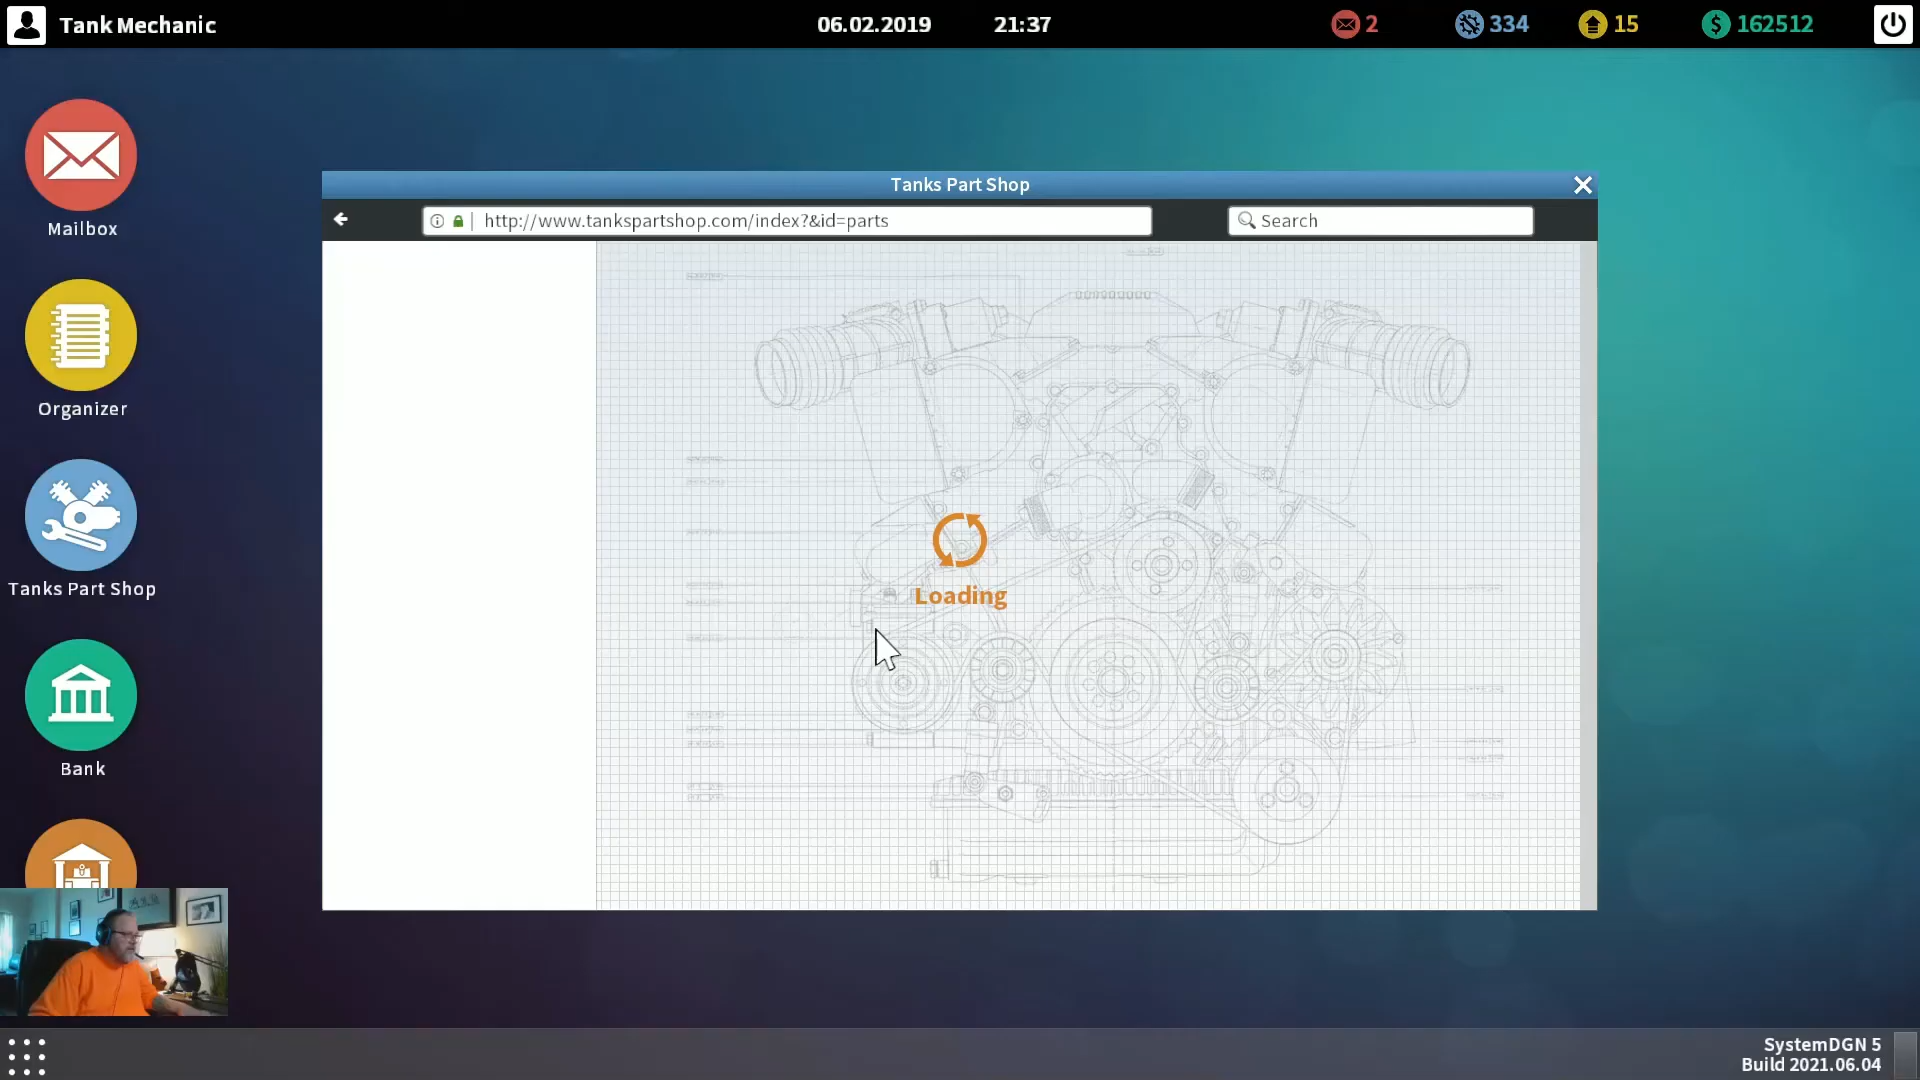 Tank Mechanic
06.02.2019
21:37
2
334
15
162512
Mailbox
Organizer
Tanks Part Shop
Bank
Tanks Part Shop
http://www.tankspartshop.com/index?&id=parts
Search
Loading
SystemDGN 5
Build 2021.06.04